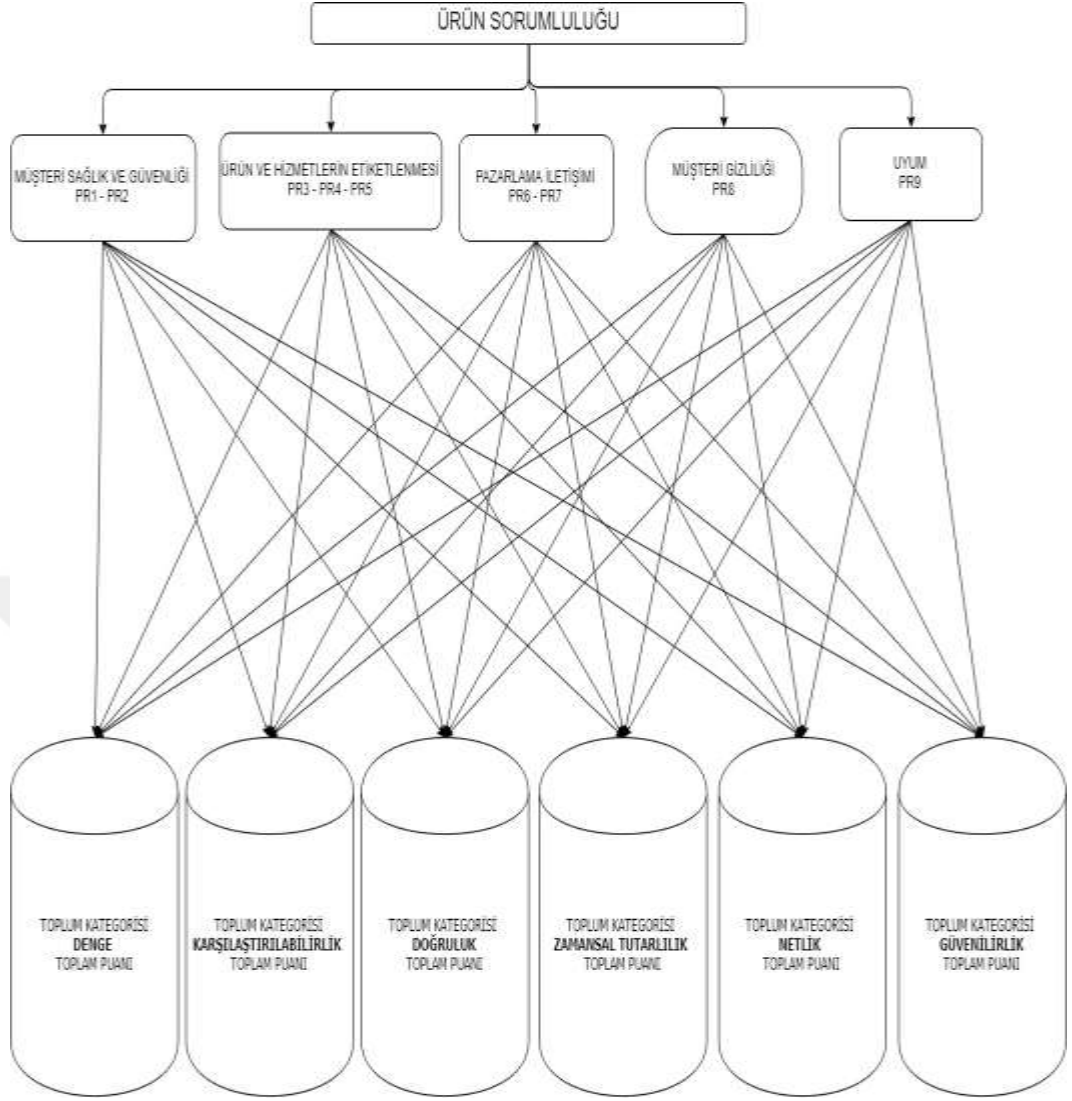 ÜRÜN SORUMLULUĞU
MÜŞTERİ SAĞLIK VE GÜVENLİĞİ
PR1 - PR2
ÜRÜN VE HİZMETLERİN ETİKETLENMESİ
PR3 - PR4 - PR5
PAZARLAMA İLETİŞİMİ
PR6 - PR7
MÜŞTERİ GİZLİLİĞİ
PR8
UYUM
PR9
TOPLUM KATEGORİSİ
DENGE
TOPLAM PUANI
TOPLUM KATEGORİSİ
KARŞILAŞTIRILABİLİRLİK
TOPLAM PUANI
TOPLUM KATEGORİSİ
DOĞRULUK
TOPLAM PUANI
TOPLUM KATEGORİSİ
ZAMANSAL TUTARLILIK
TOPLAM PUANI
TOPLUM KATEGORİSİ
NETLİK
TOPLAM PUANI
TOPLUM KATEGORİSİ
GÜVENİLİRLİK
TOPLAM PUANI